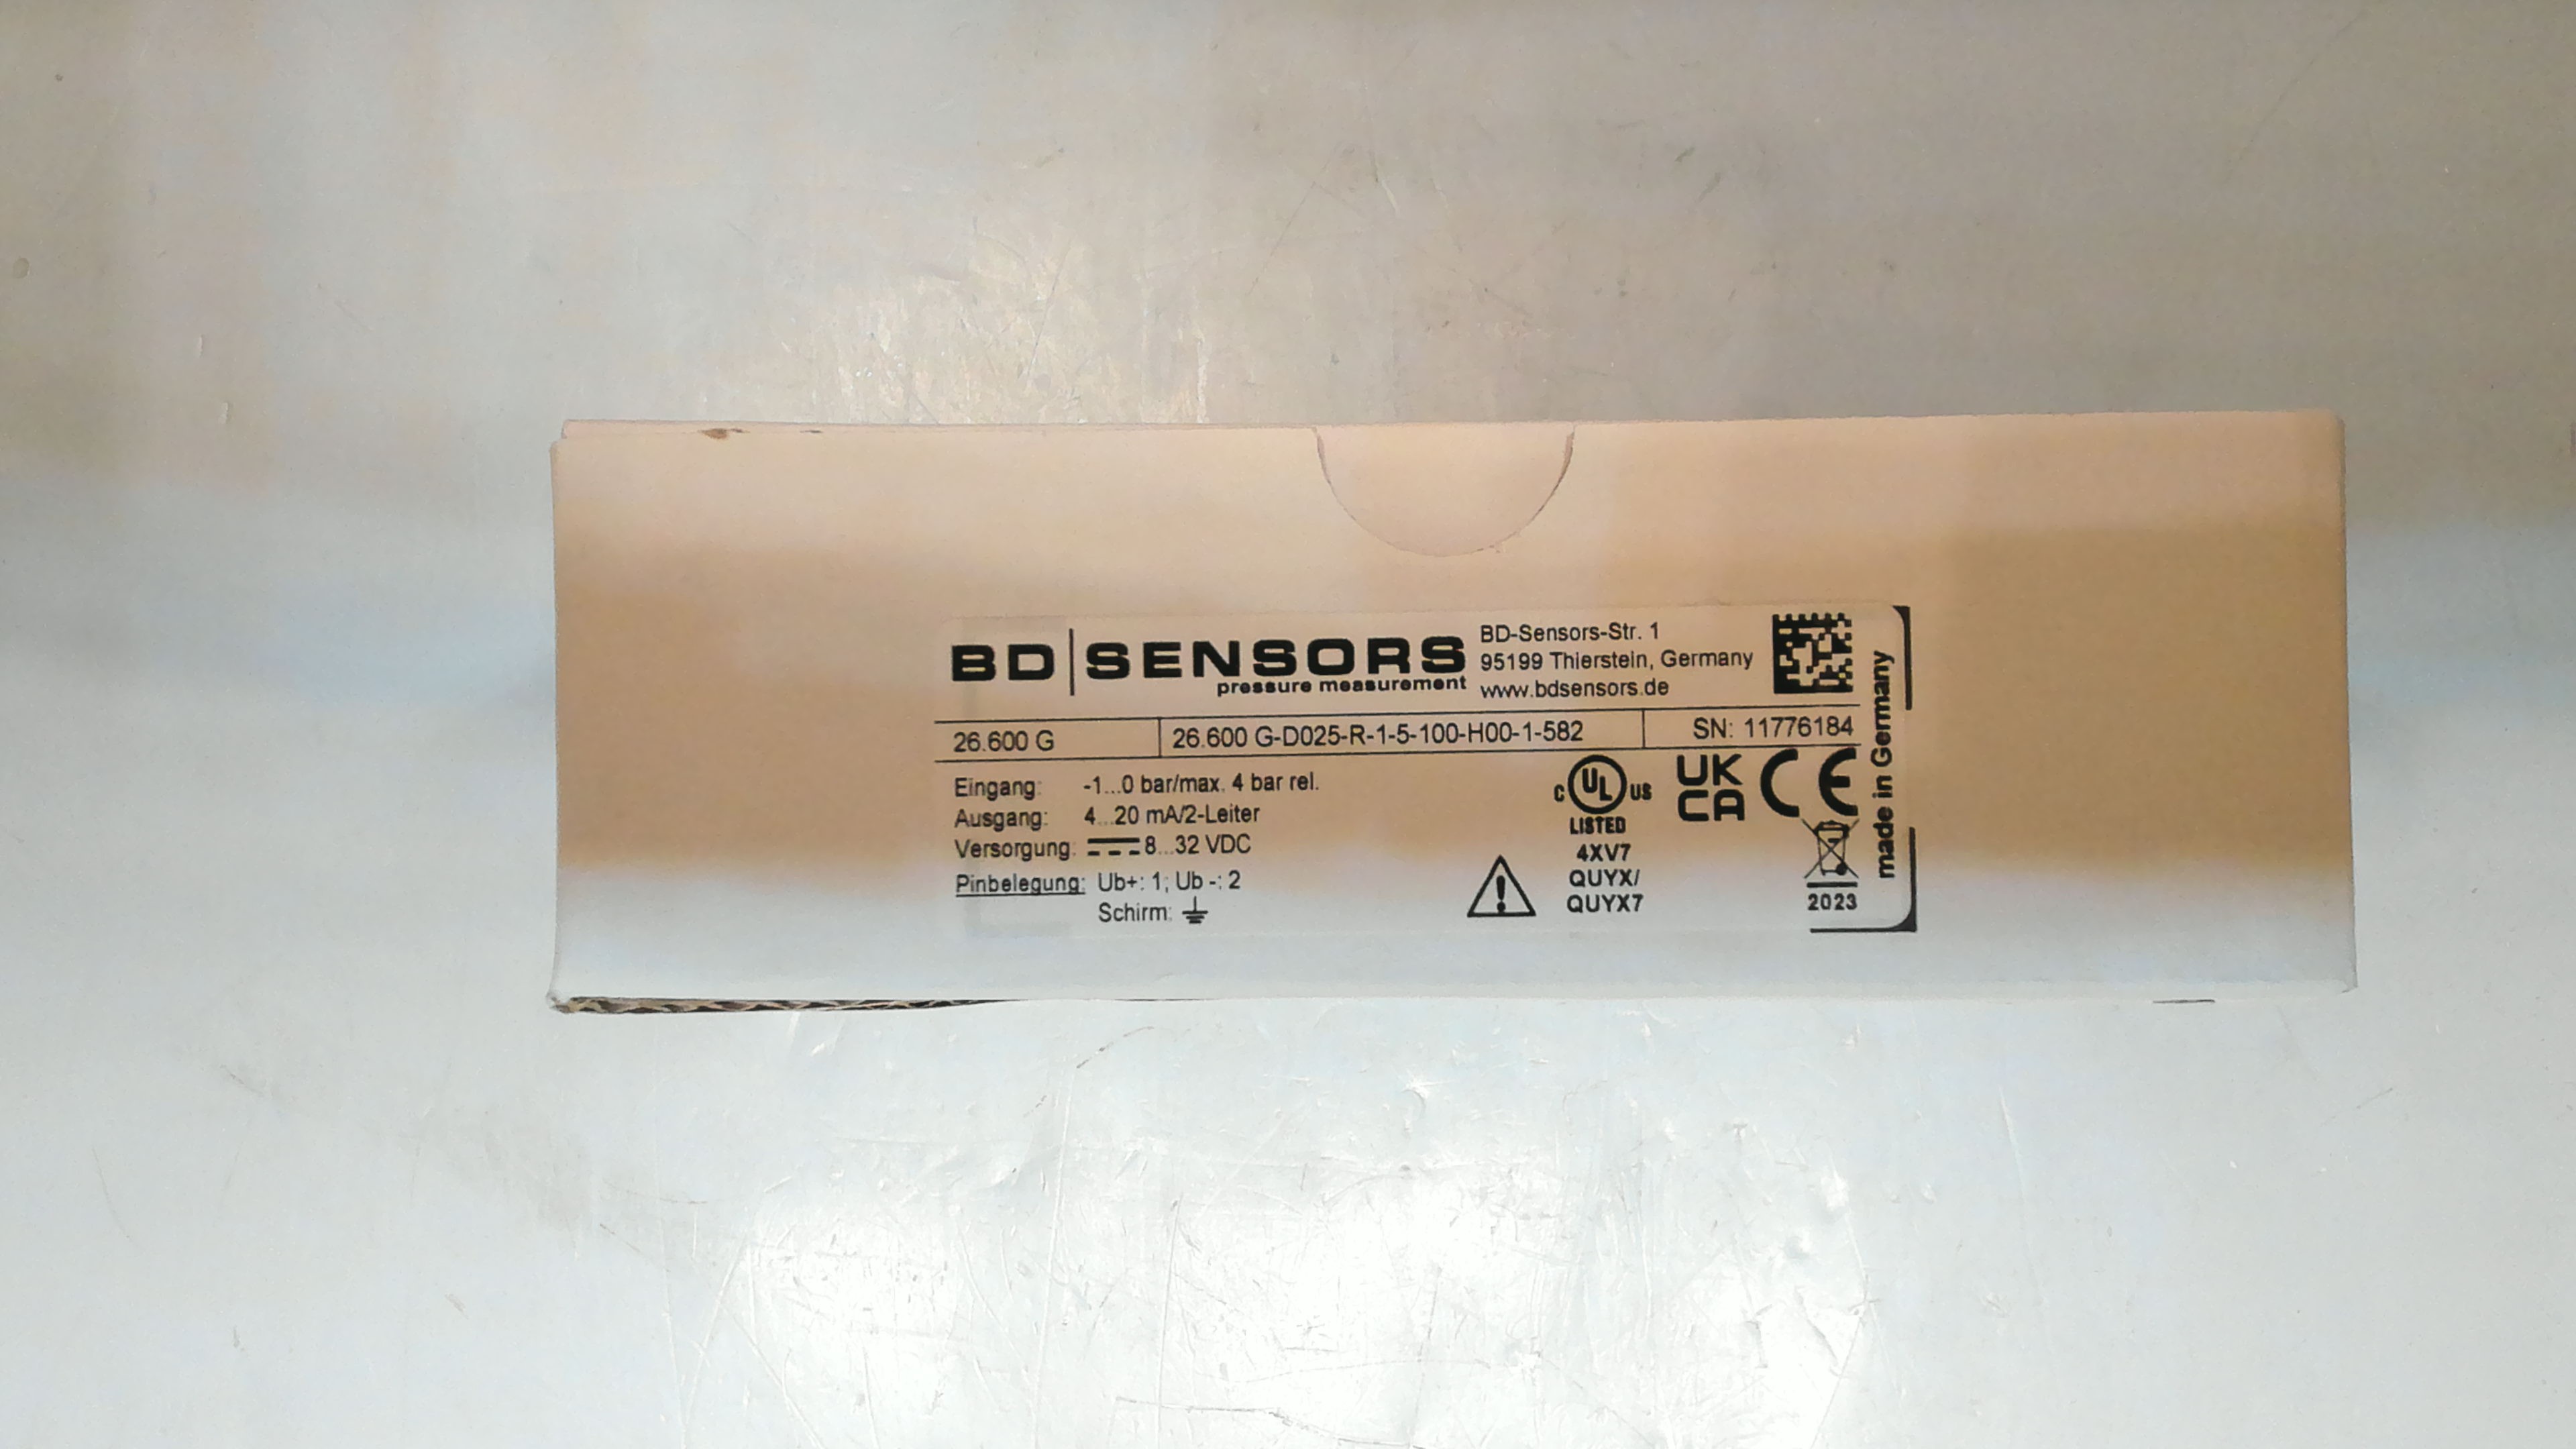 BD|SENSORS
pressure measurement
BD-Sensors-Str. 1
95199 Thierstein, Germany
www.bdsensors.de
made in Germany
26.600 G
26.600 G-D025-R-1-5-100-H00-1-582
SN: 11776184
Eingang: -1...0 bar/max. 4 bar rel.
Ausgang: 4...20 mA/2-Leiter
Versorgung: 8...32 VDC
Pinbelegung: Ub+: 1; Ub -: 2
Schirm:
C UL US
LISTED
4XV7
QUYX/
QUYX7
UK
CA
CE
2023